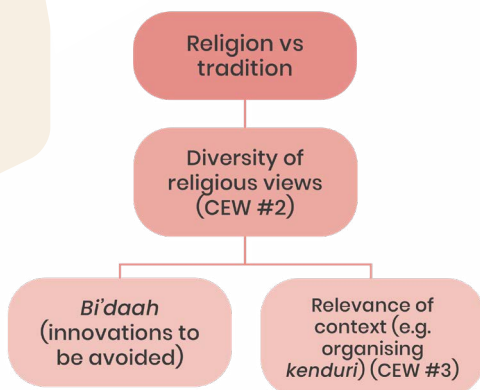 Religion vs
tradition
Diversity of
religious views
(CEW #2)
Bi'daah
(innovations to
be avoided)
Relevance of
context (e.g.
organising
kenduri) (CEW #3)